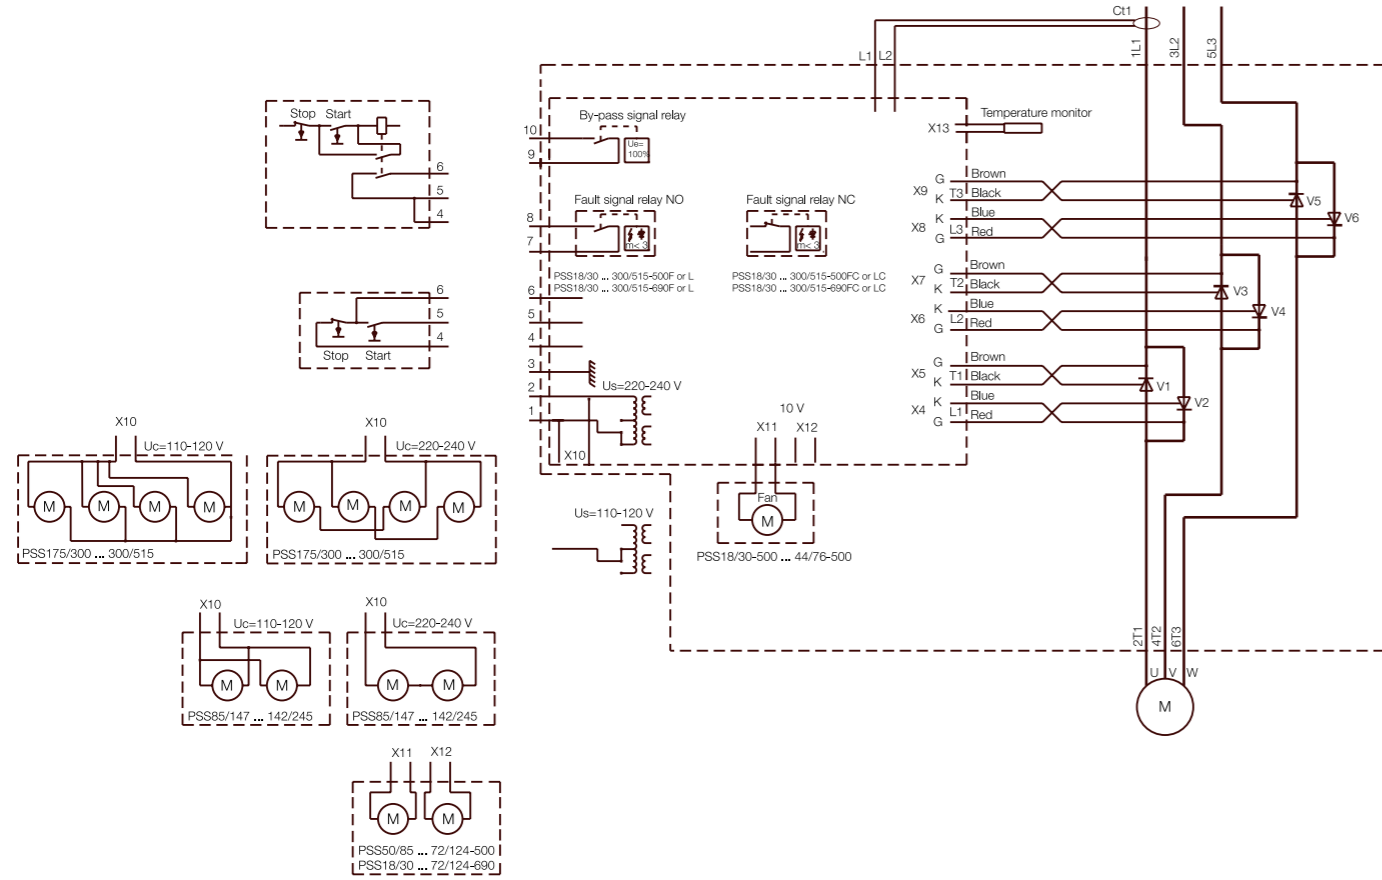 Ct1
1L1
3L2
5L3
L1
L2
Stop
Start
6
5
4
By-pass signal relay
10
9
Ue=
100%
X13
Temperature monitor
Fault signal relay NO
8
7
m< 3
PSS18/30 ... 300/515-500F or L
PSS18/30 ... 300/515-690F or L
Fault signal relay NC
m< 3
PSS18/30 ... 300/515-500FC or LC
PSS18/30 ... 300/515-690FC or LC
X9
G
Brown
K
T3
Black
X8
K
Blue
G
L3
Red
V5
V6
X7
G
Brown
K
T2
Black
X6
K
Blue
G
L2
Red
V3
V4
X5
G
Brown
K
T1
Black
X4
K
Blue
G
L1
Red
V1
V2
6
5
4
Stop
Start
6
5
4
3
2
1
Us=220-240 V
X10
10 V
X11
X12
Fan
M
PSS18/30-500 ... 44/76-500
Us=110-120 V
X10
Uc=110-120 V
M
M
M
M
PSS175/300 ... 300/515
X10
Uc=220-240 V
M
M
M
M
PSS175/300 ... 300/515
X10
Uc=110-120 V
M
M
PSS85/147 ... 142/245
X10
Uc=220-240 V
M
M
PSS85/147 ... 142/245
X11
X12
M
M
PSS50/85 ... 72/124-500
PSS18/30 ... 72/124-690
2T1
4T2
6T3
U
V
W
M